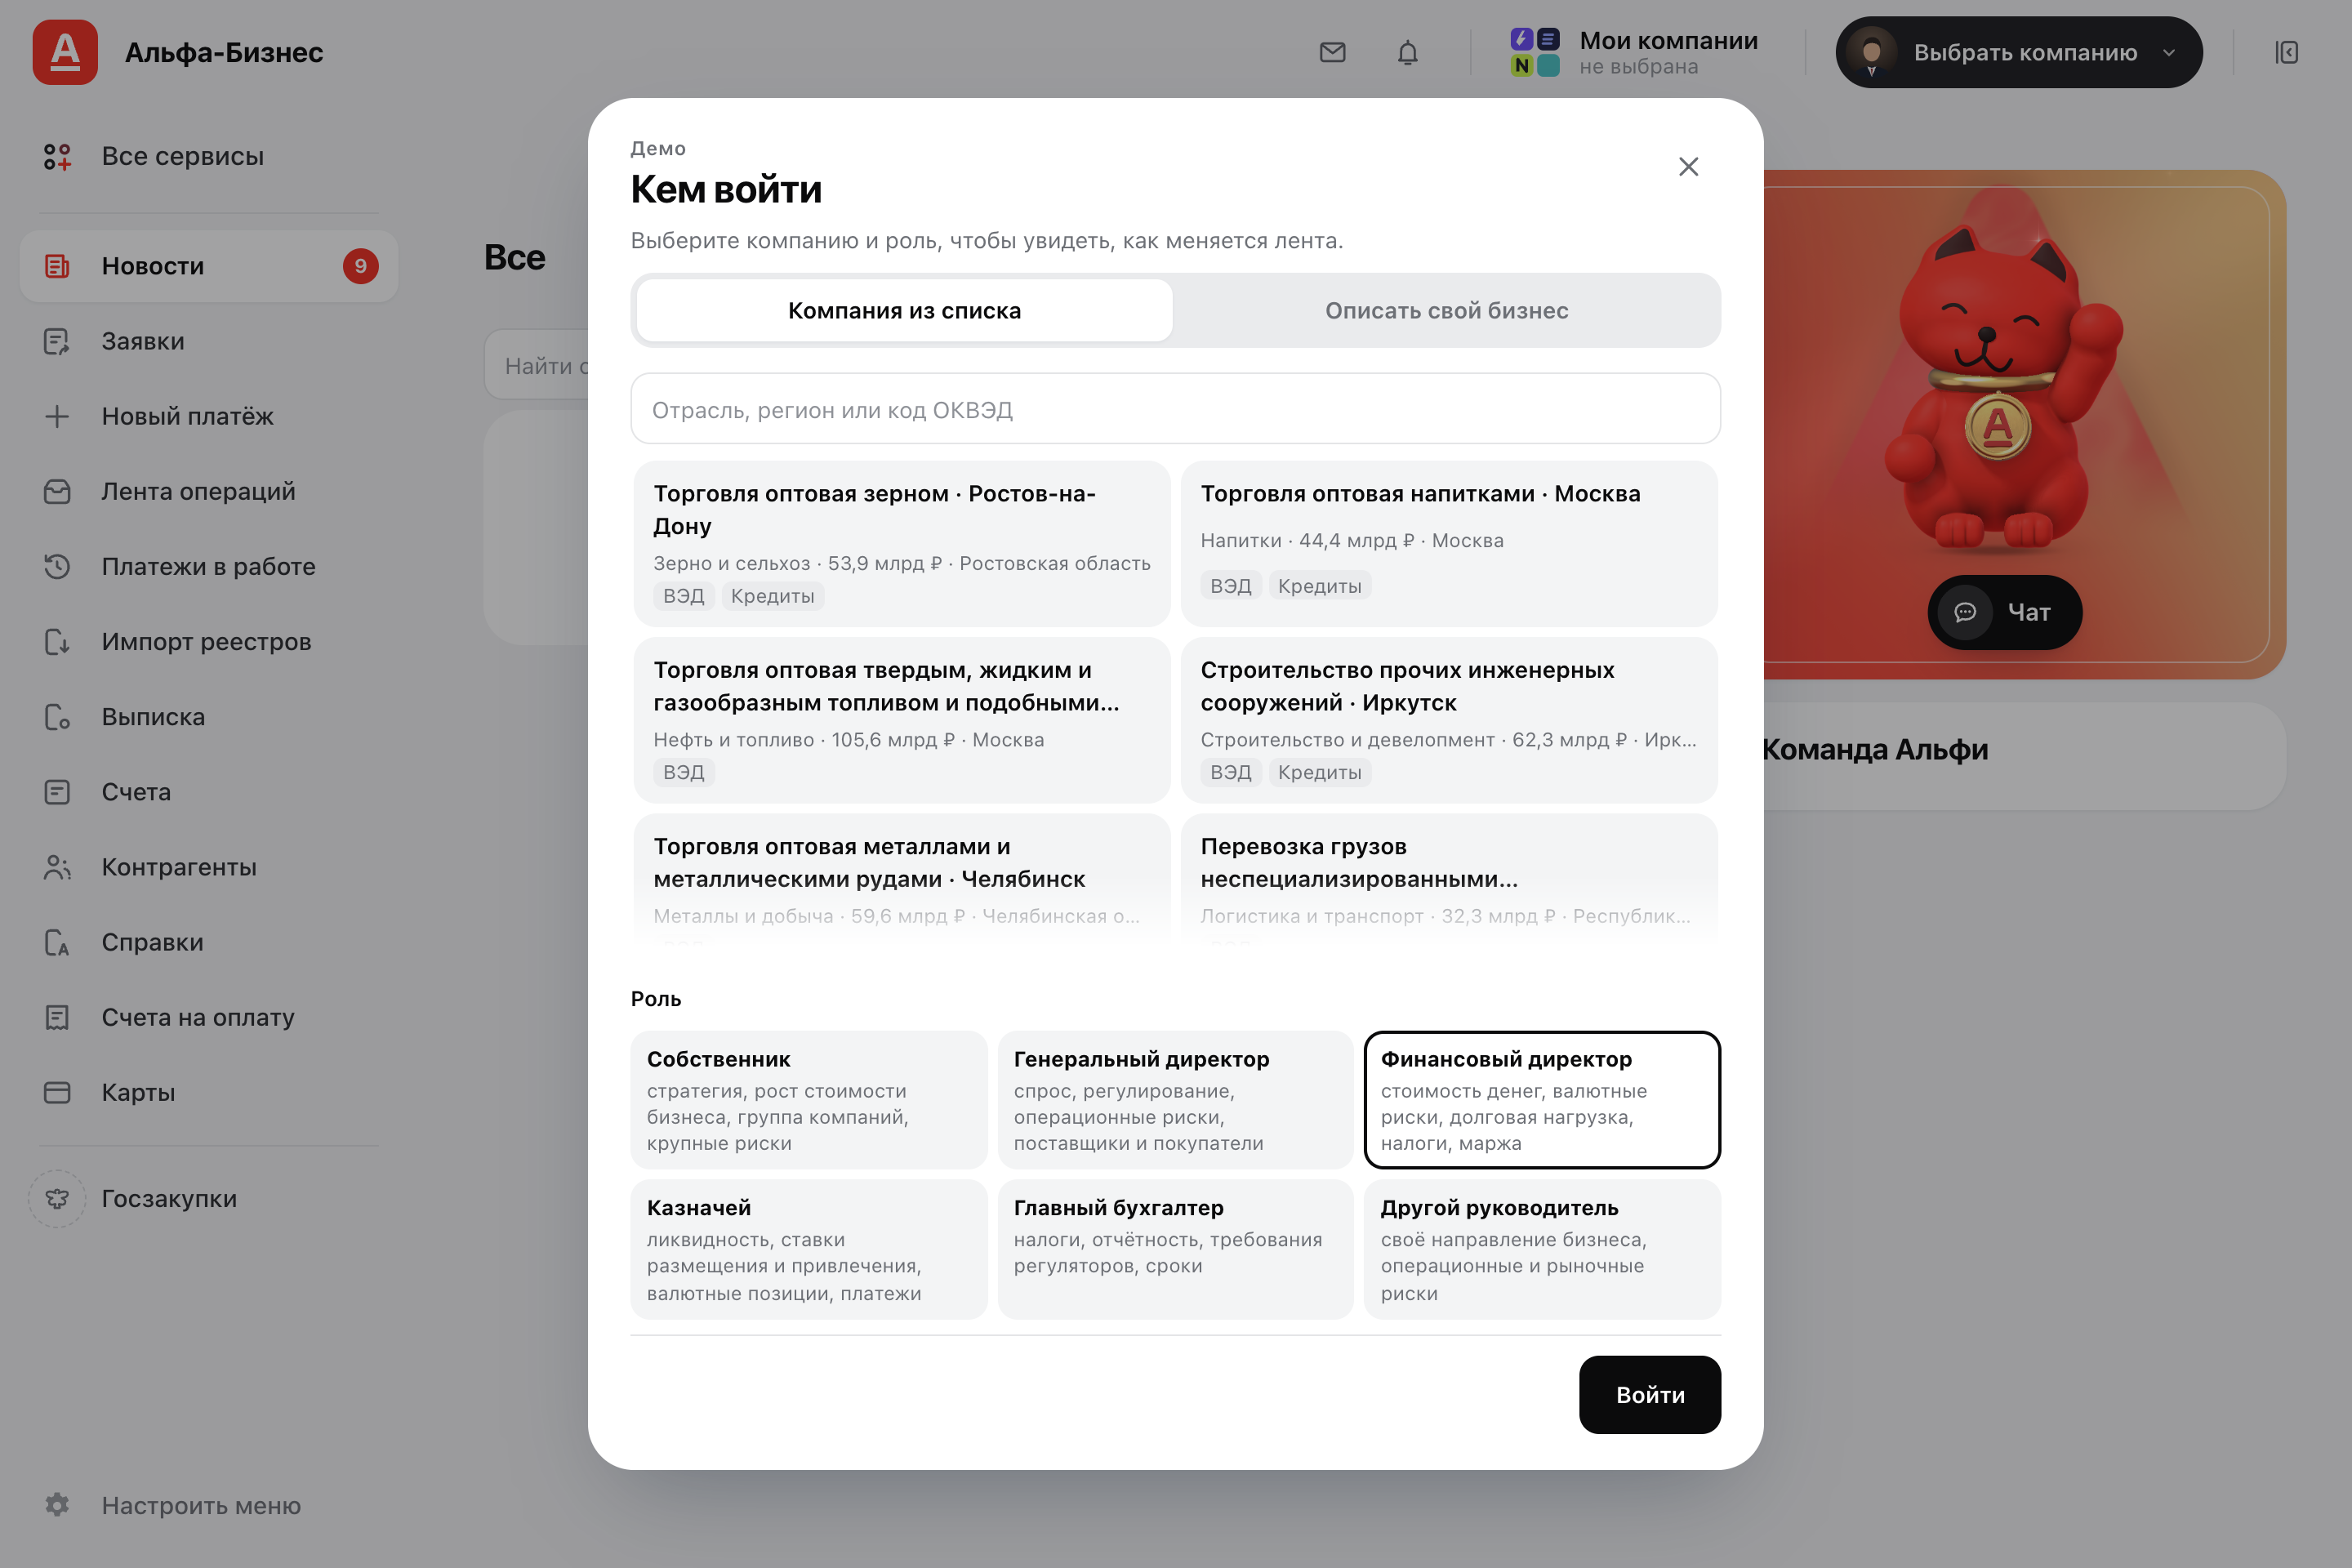 Альфа-Бизнес
Мои компании
не выбрана
Выбрать компанию
Все сервисы
Новости
9
Заявки
Новый платёж
Лента операций
Платежи в работе
Импорт реестров
Выписка
Счета
Контрагенты
Справки
Счета на оплату
Карты
Госзакупки
Настроить меню
Все
Найти
Демо
Кем войти
Выберите компанию и роль, чтобы увидеть, как меняется лента.
Компания из списка
Описать свой бизнес
Отрасль, регион или код ОКВЭД
Торговля оптовая зерном · Ростов-на-
Дону
Зерно и сельхоз · 53,9 млрд ₽ · Ростовская область
ВЭД Кредиты
Торговля оптовая напитками · Москва
Напитки · 44,4 млрд ₽ · Москва
ВЭД Кредиты
Торговля оптовая твердым, жидким и
газообразным топливом и подобными...
Нефть и топливо · 105,6 млрд ₽ · Москва
ВЭД
Строительство прочих инженерных
сооружений · Иркутск
Строительство и девелопмент · 62,3 млрд ₽ · Ирк...
ВЭД Кредиты
Торговля оптовая металлами и
металлическими рудами · Челябинск
Металлы и добыча · 59,6 млрд ₽ · Челябинская о...
Перевозка грузов
неспециализированными...
Логистика и транспорт · 32,3 млрд ₽ · Республик...
Роль
Собственник
стратегия, рост стоимости
бизнеса, группа компаний,
крупные риски
Генеральный директор
спрос, регулирование,
операционные риски,
поставщики и покупатели
Финансовый директор
стоимость денег, валютные
риски, долговая нагрузка,
налоги, маржа
Казначей
ликвидность, ставки
размещения и привлечения,
валютные позиции, платежи
Главный бухгалтер
налоги, отчётность, требования
регуляторов, сроки
Другой руководитель
своё направление бизнеса,
операционные и рыночные
риски
Войти
Чат
Команда Альфи